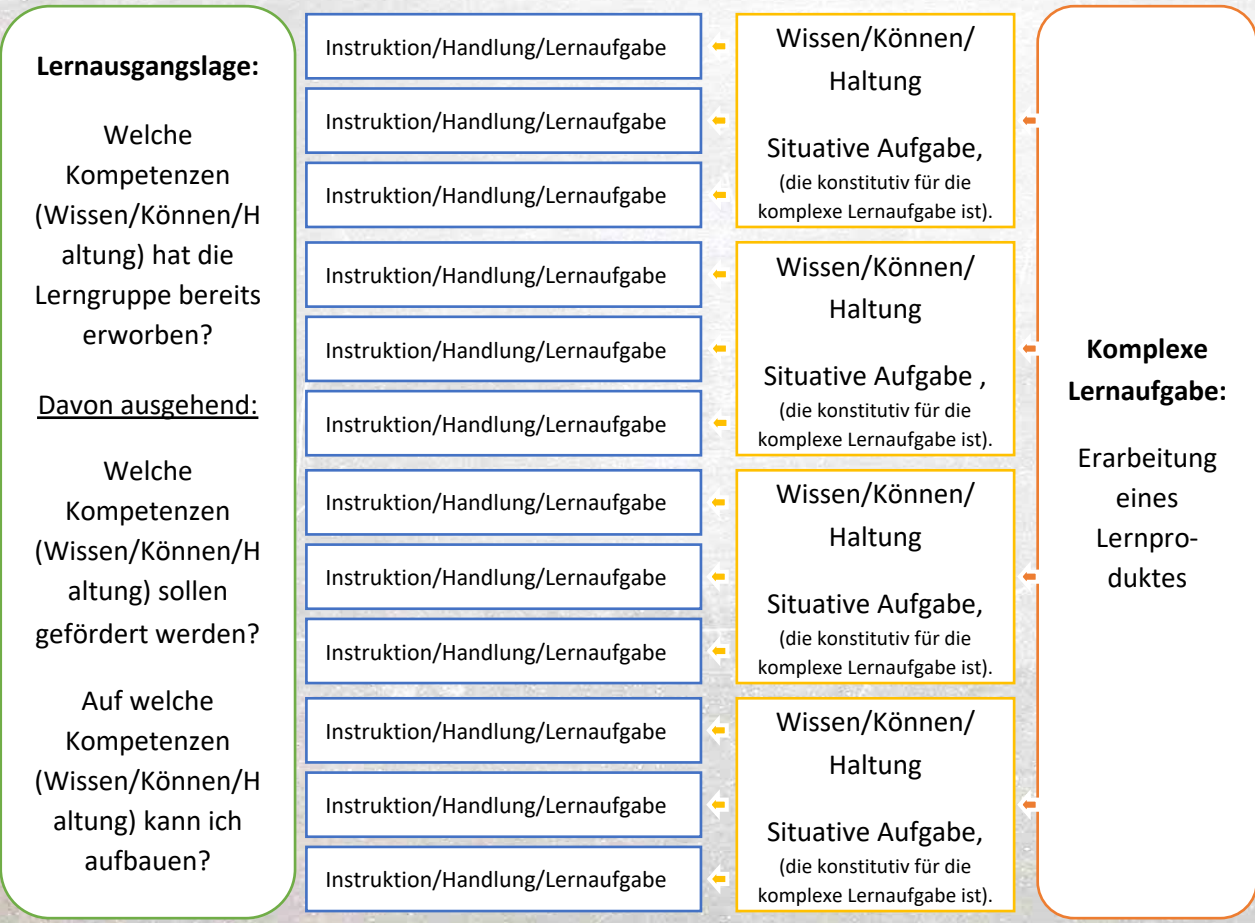 Lernausgangslage:
Welche
Kompetenzen
(Wissen/Können/H
altung) hat die
Lerngruppe bereits
erworben?
Davon ausgehend:
Welche
Kompetenzen
(Wissen/Können/H
altung) sollen
gefördert werden?
Auf welche
Kompetenzen
(Wissen/Können/H
altung) kann ich
aufbauen?
Instruktion/Handlung/Lernaufgabe
Instruktion/Handlung/Lernaufgabe
Instruktion/Handlung/Lernaufgabe
Instruktion/Handlung/Lernaufgabe
Instruktion/Handlung/Lernaufgabe
Instruktion/Handlung/Lernaufgabe
Instruktion/Handlung/Lernaufgabe
Instruktion/Handlung/Lernaufgabe
Instruktion/Handlung/Lernaufgabe
Instruktion/Handlung/Lernaufgabe
Instruktion/Handlung/Lernaufgabe
Instruktion/Handlung/Lernaufgabe
Wissen/Können/
Haltung
Situative Aufgabe,
(die konstitutiv für die
komplexe Lernaufgabe ist).
Wissen/Können/
Haltung
Situative Aufgabe ,
(die konstitutiv für die
komplexe Lernaufgabe ist).
Wissen/Können/
Haltung
Situative Aufgabe,
(die konstitutiv für die
komplexe Lernaufgabe ist).
Wissen/Können/
Haltung
Situative Aufgabe,
(die konstitutiv für die
komplexe Lernaufgabe ist).
Komplexe
Lernaufgabe:
Erarbeitung
eines
Lernpro-
duktes